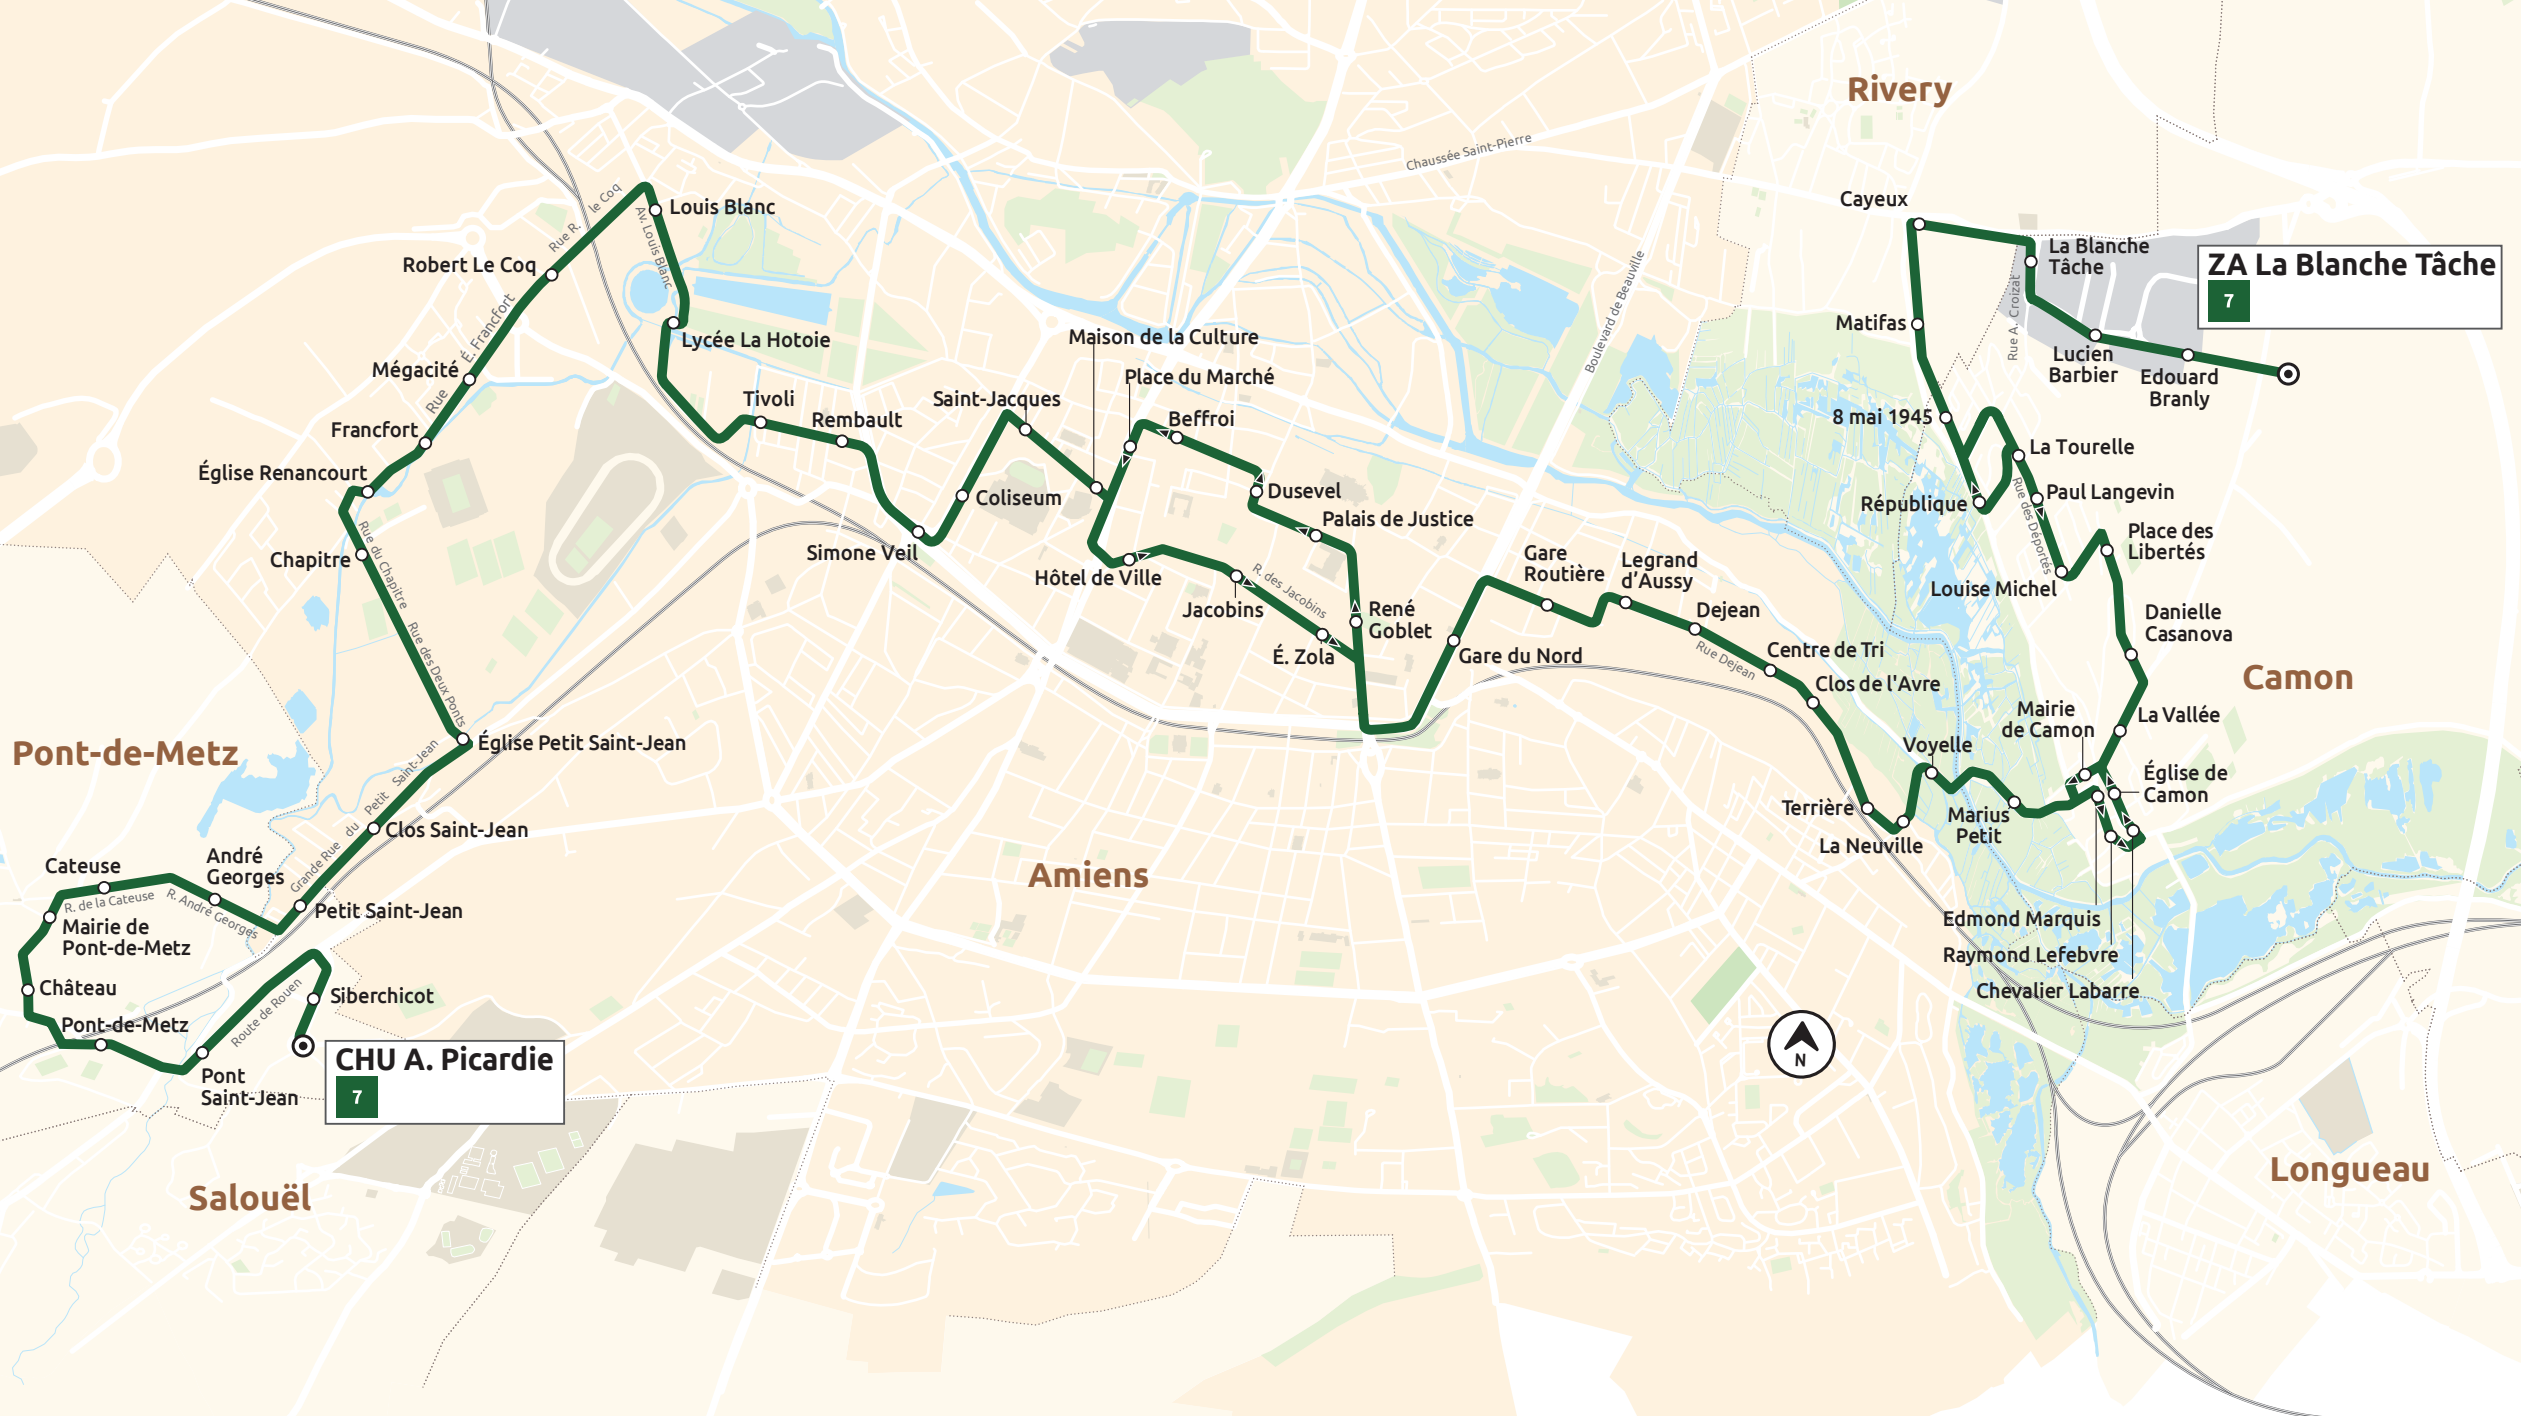 Rivery
Chaussée Saint-Pierre
Cayeux
La Blanche
Tâche
ZA La Blanche Tâche
7
Rue A. Croizat
Matifas
Lucien
Barbier
Edouard
Branly
8 mai 1945
La Tourelle
République
Paul Langevin
Rue des Déportés
Place des
Libertés
Louise Michel
Danielle
Casanova
Camon
La Vallée
Mairie
de Camon
Église de
Camon
Voyelle
Marius
Petit
Edmond Marquis
Raymond Lefebvre
Chevalier Labarre
Terrière
La Neuville
Clos de l'Avre
Centre de Tri
Rue Dejean
Dejean
Legrand
d'Aussy
Gare
Routière
Gare du Nord
Boulevard de Beauville
René
Goblet
É. Zola
R. des Jacobins
Jacobins
Hôtel de Ville
Palais de Justice
Dusevel
Beffroi
Place du Marché
Maison de la Culture
Saint-Jacques
Coliseum
Simone Veil
Rembault
Tivoli
Lycée La Hotoie
Av. Louis Blanc
Louis Blanc
Rue R. le Coq
Robert Le Coq
Rue É. Francfort
Mégacité
Francfort
Église Renancourt
Chapitre
Rue du Chapitre
Rue des Deux Ponts
Église Petit Saint-Jean
Grande Rue du Petit Saint-Jean
Clos Saint-Jean
Petit Saint-Jean
Pont-de-Metz
Cateuse
André
Georges
R. de la Cateuse
R. André Georges
Mairie de
Pont-de-Metz
Château
Pont-de-Metz
Pont
Saint-Jean
Route de Rouen
Siberchicot
CHU A. Picardie
7
Salouël
Amiens
N
Longueau